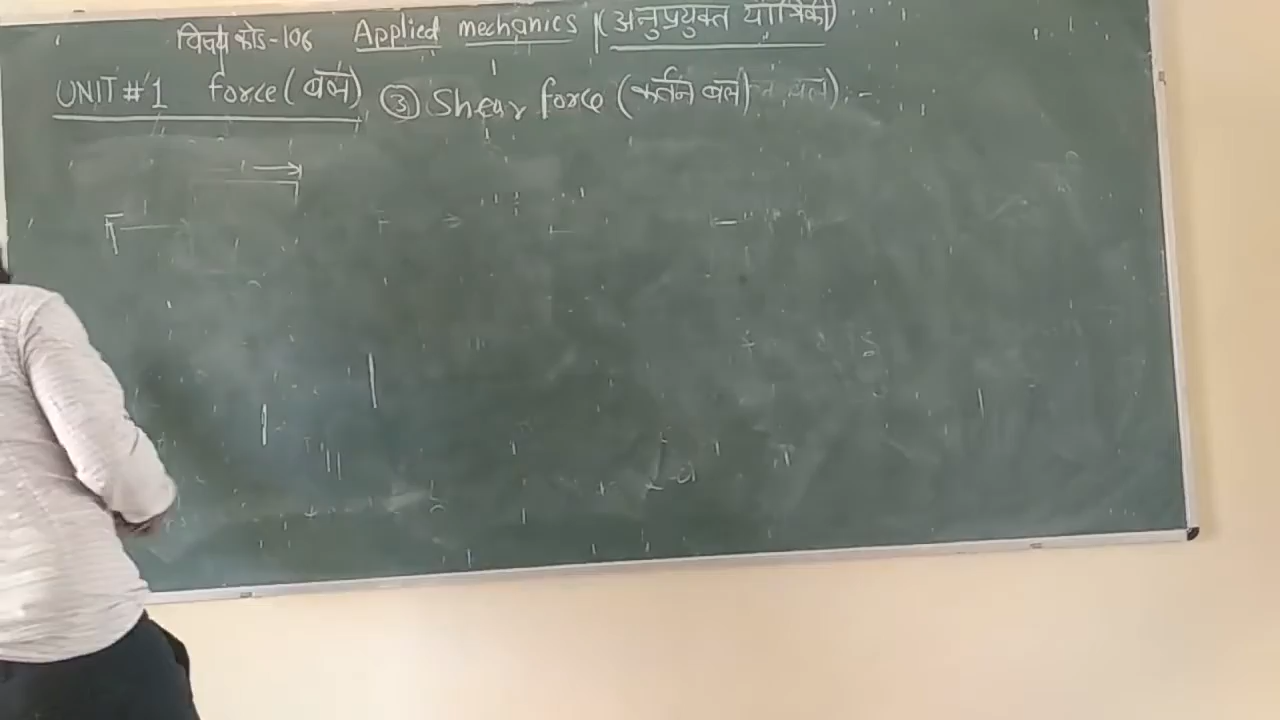 विषय कोड-106 Applied mechanics (अनुप्रयुक्त यांत्रिकी)
UNIT # 1 force (बल) ③ Shear force (कर्तन बल) :-
F